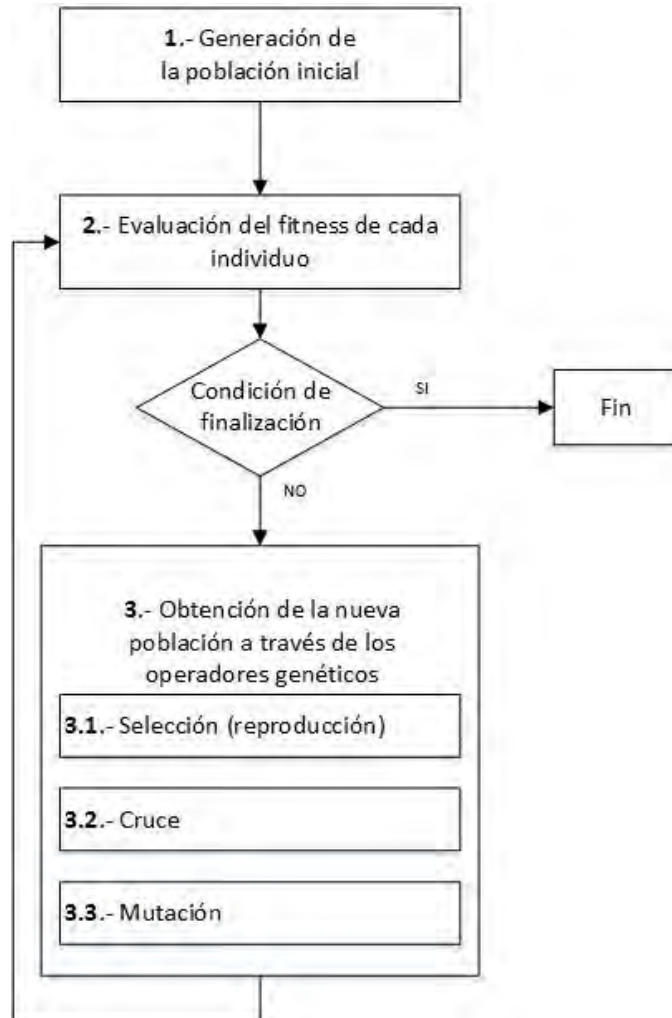 1.- Generación de
la población inicial
2.- Evaluación del fitness de cada
individuo
Condición de
finalización
SI
Fin
NO
3.- Obtención de la nueva
población a través de los
operadores genéticos
3.1.- Selección (reproducción)
3.2.- Cruce
3.3.- Mutación